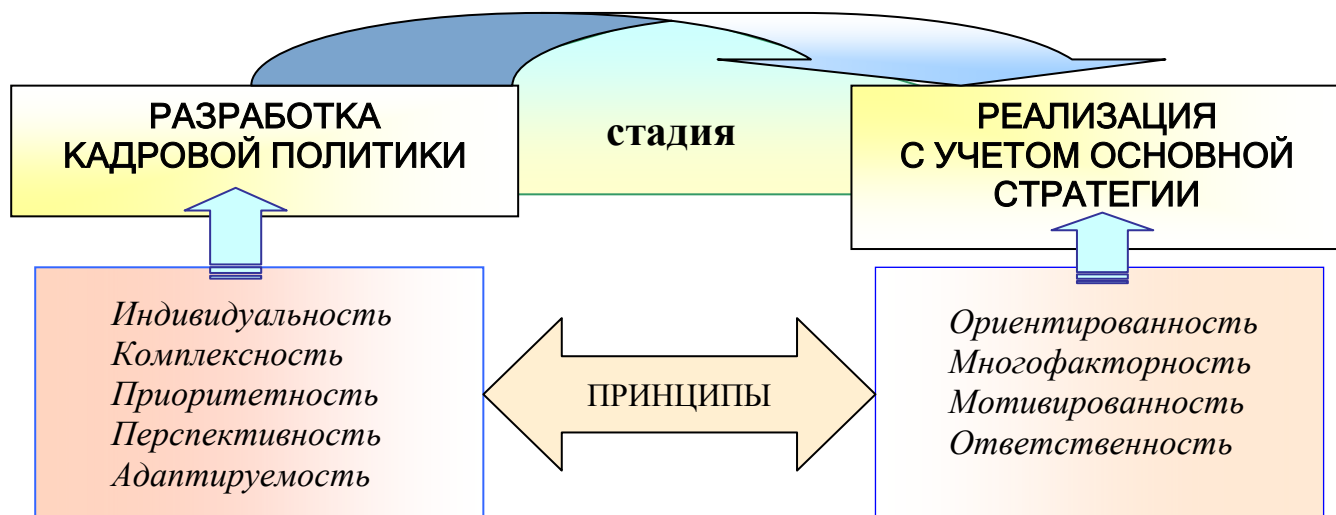 РАЗРАБОТКА
КАДРОВОЙ ПОЛИТИКИ
стадия
РЕАЛИЗАЦИЯ
С УЧЕТОМ ОСНОВНОЙ
СТРАТЕГИИ
Индивидуальность
Комплексность
Приоритетность
Перспективность
Адаптируемость
ПРИНЦИПЫ
Ориентированность
Многофакторность
Мотивированность
Ответственность